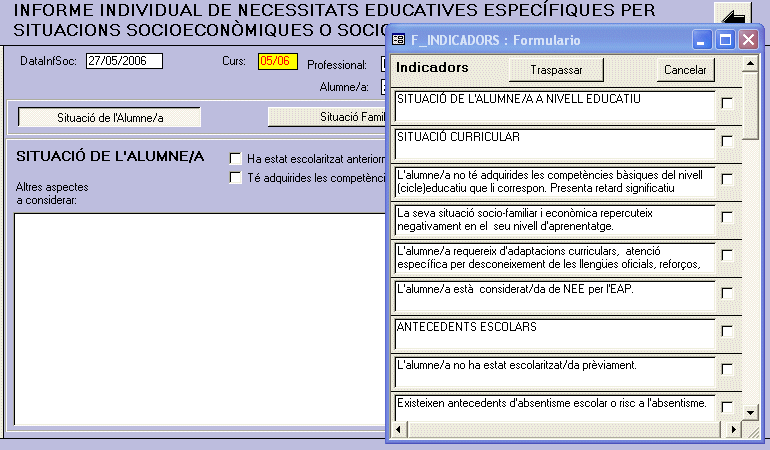 INFORME INDIVIDUAL DE NECESSITATS EDUCATIVES ESPECÍFIQUES PER
SITUACIONS SOCIOECONÒMIQUES O
DataInfSoc: 27/05/2006 Curs: 05/06 Professional:
Alumne/a:
Situació de l'Alumne/a Situació
SITUACIÓ DE L'ALUMNE/A
Ha estat escolaritzat
Té adquirides les
Altres aspectes
a considerar:
F_INDICADORS : Formulario
Indicadors Traspassar Cancelar
SITUACIÓ DE L'ALUMNE/A A NIVELL EDUCATIU
SITUACIÓ CURRICULAR
L'alumne/a no té adquirides les competències bàsiques del nivell
(cicle)educatiu que li correspon. Presenta retard significatiu
La seva situació socio-familiar i econòmica repercuteix
negativament en el seu nivell d'aprenentatge.
L'alumne/a requereix d'adaptacions curriculars, atenció
específica per desconeixement de les llengües oficials, reforços,
L'alumne/a està considerat/da de NEE per l'EAP.
ANTECEDENTS ESCOLARS
L'alumne/a no ha estat escolaritzat/da prèviament.
Existeixen antecedents d'absentisme escolar o risc a l'absentisme.